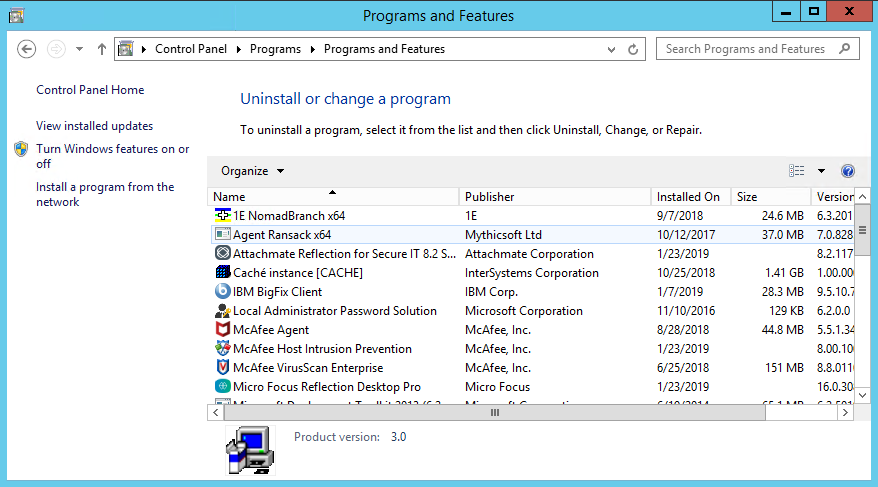 Programs and Features
Control Panel Programs Programs and Features
Search Programs and Features
Control Panel Home
View installed updates
Turn Windows features on or
off
Install a program from the
network
Uninstall or change a program
To uninstall a program, select it from the list and then click Uninstall, Change, or Repair.
Organize
Name Publisher Installed On Size Version
1E NomadBranch x64 1E 9/7/2018 24.6 MB 6.3.201
Agent Ransack x64 Mythicsoft Ltd 10/12/2017 37.0 MB 7.0.828
Attachmate Reflection for Secure IT 8.2 S... Attachmate Corporation 1/23/2019 8.2.117
Caché instance [CACHE] InterSystems Corporation 10/25/2018 1.41 GB 1.00.00
IBM BigFix Client IBM Corp. 1/7/2019 28.3 MB 9.5.10.7
Local Administrator Password Solution Microsoft Corporation 11/10/2016 129 KB 6.2.0.0
McAfee Agent McAfee, Inc. 8/28/2018 44.8 MB 5.5.1.34
McAfee Host Intrusion Prevention McAfee, Inc. 1/23/2019 8.00.10
McAfee VirusScan Enterprise McAfee, Inc. 6/25/2018 151 MB 8.8.011
Micro Focus Reflection Desktop Pro Micro Focus 1/23/2019 16.0.30
Product version: 3.0